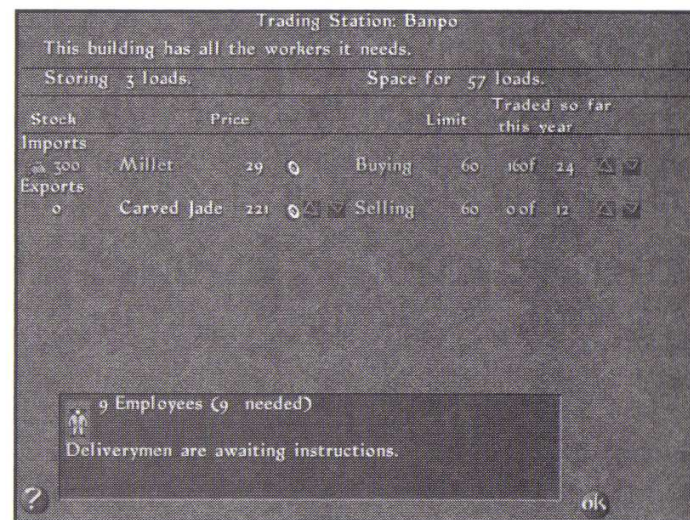 Trading Station: Banpo
This building has all the workers it needs.
Storing 3 loads. Space for 57 loads.
Stock Price Limit Traded so far this year
Imports
300 Millet 29 Buying 60 16of 24
Exports
0 Carved Jade 221 Selling 60 0 of 12
9 Employees (9 needed)
Deliverymen are awaiting instructions.
? ok